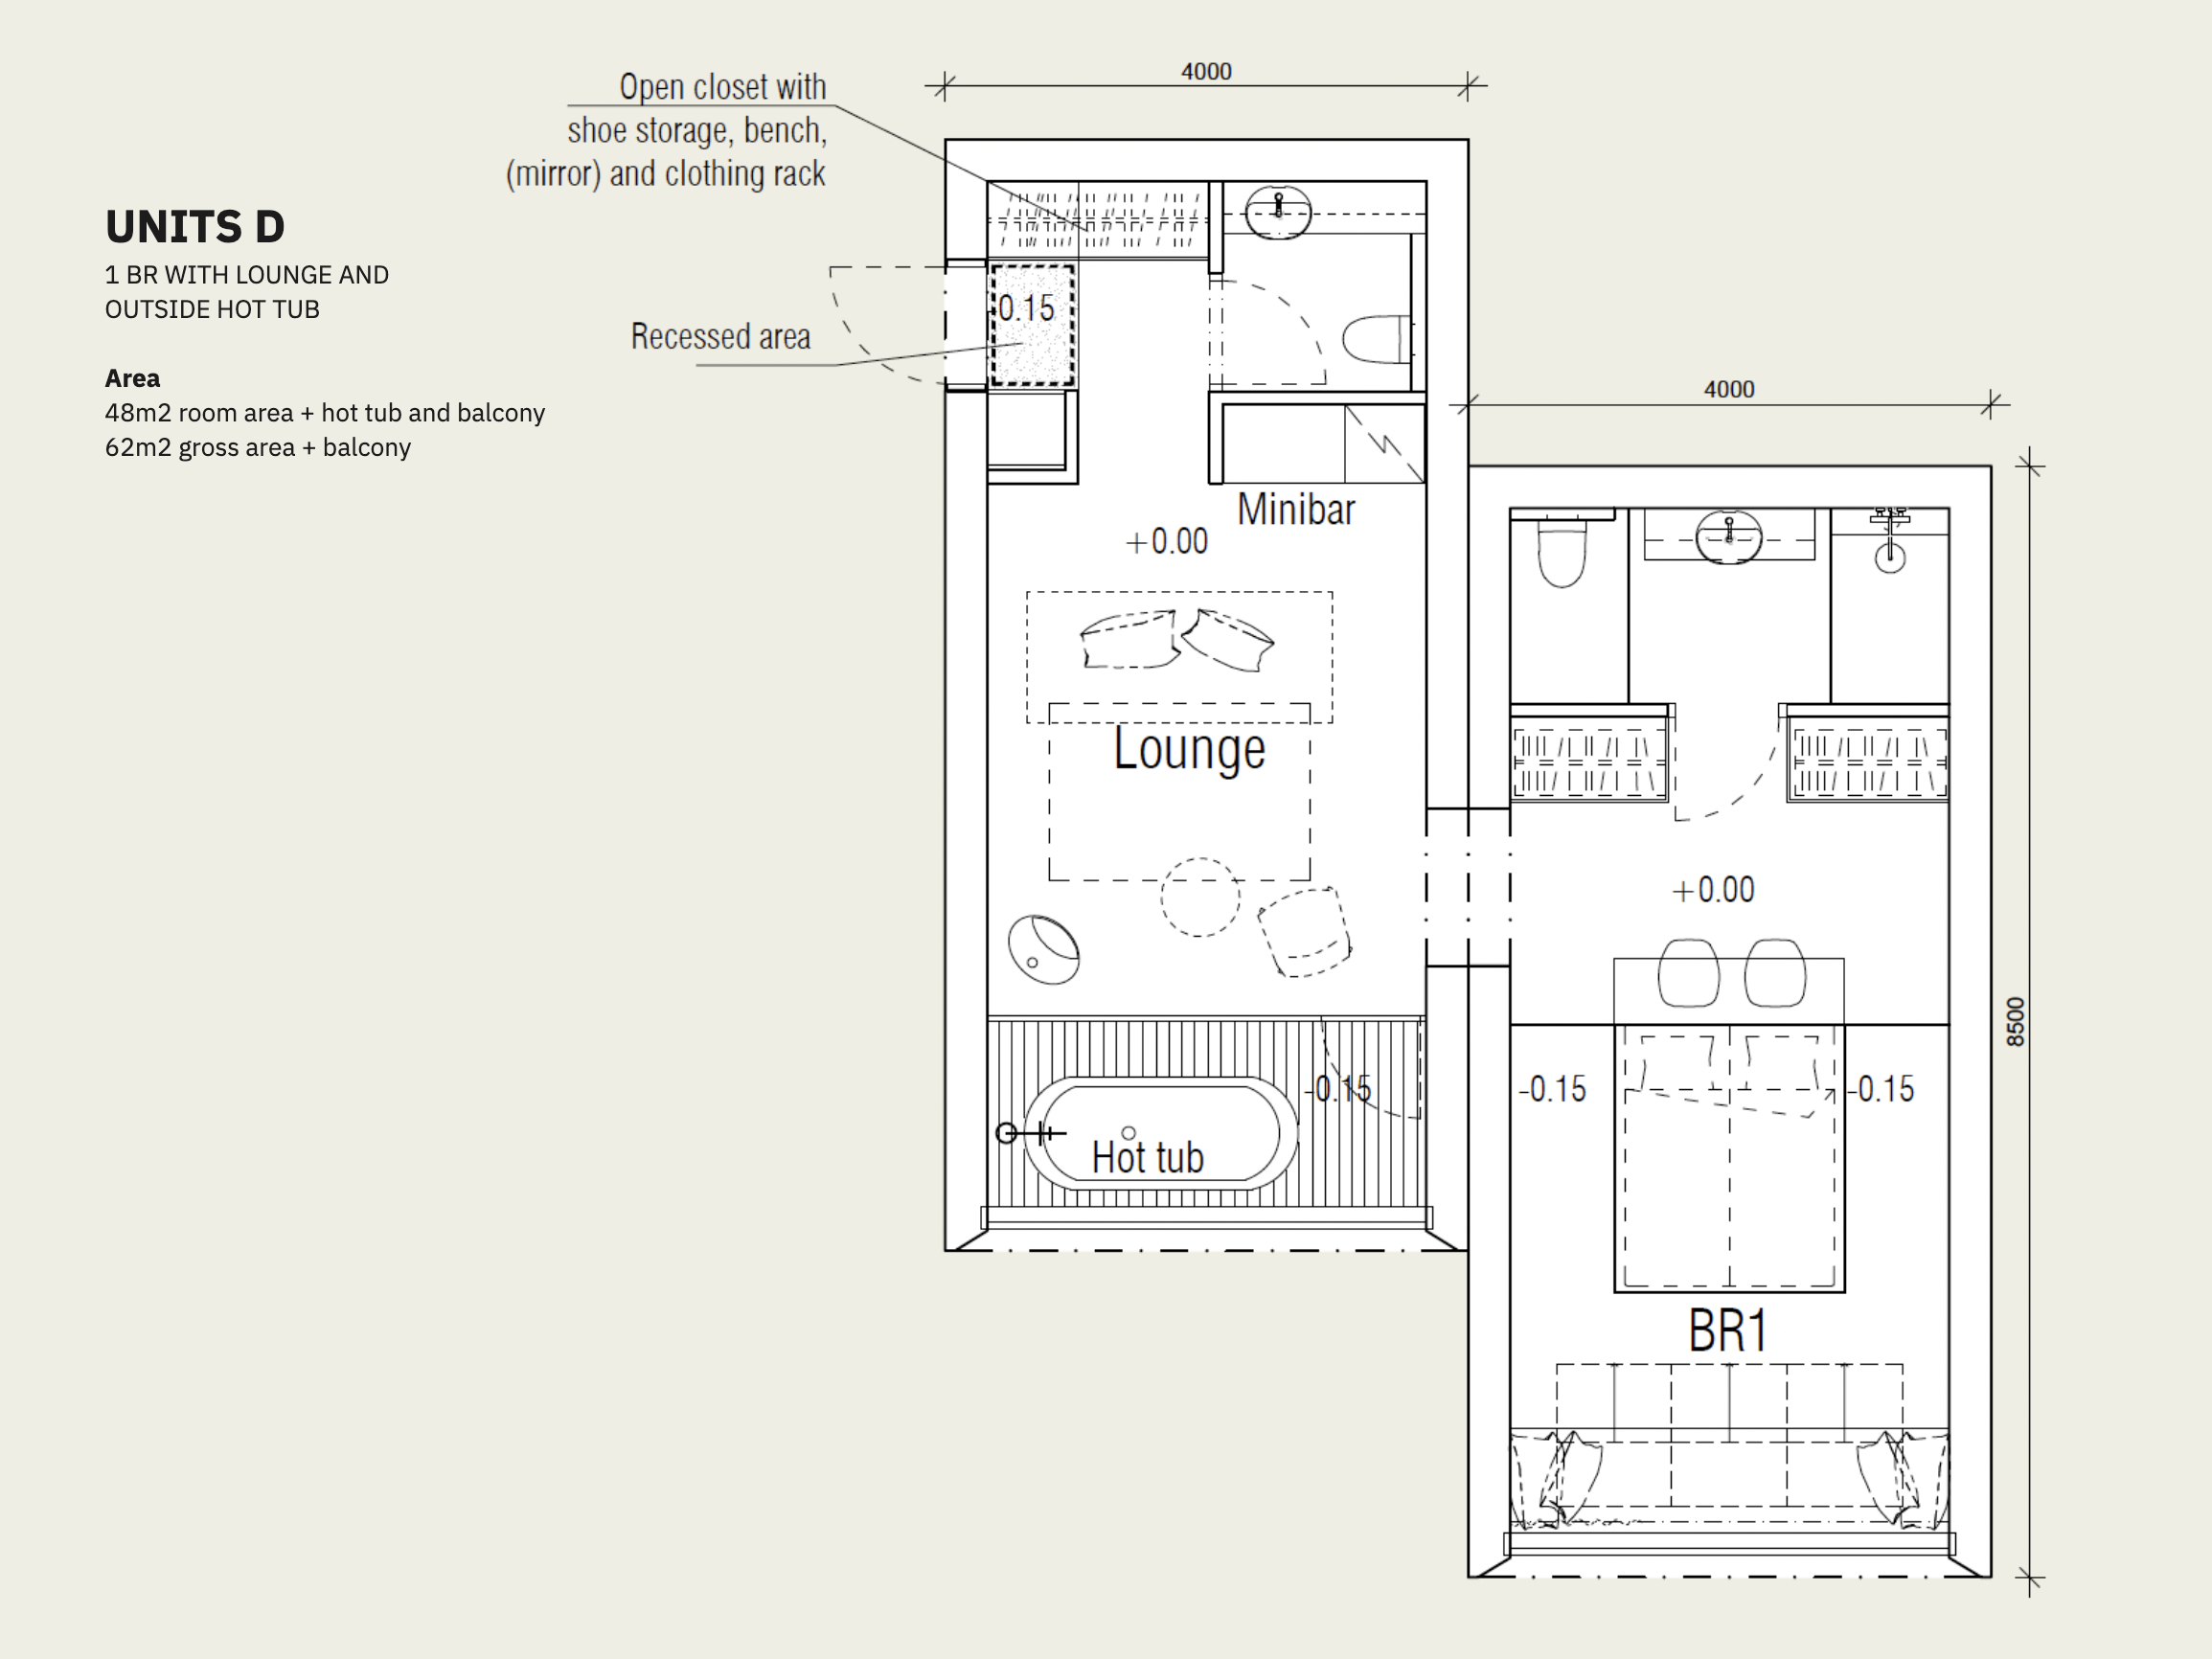 UNITS D
1 BR WITH LOUNGE AND
OUTSIDE HOT TUB
Area
48m2 room area + hot tub and balcony
62m2 gross area + balcony
Open closet with
shoe storage, bench,
(mirror) and clothing rack
Recessed area
4000
0.15
Minibar
+0.00
Lounge
-0.15
Hot tub
4000
+0.00
-0.15
-0.15
BR1
8500